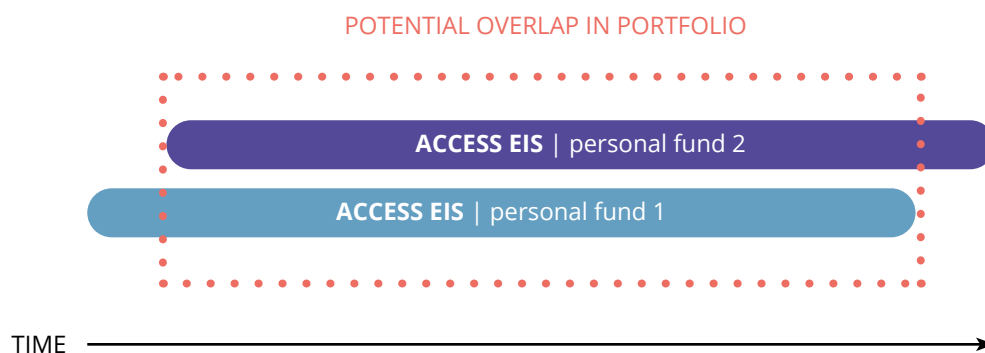 POTENTIAL OVERLAP IN PORTFOLIO
ACCESS EIS | personal fund 2
ACCESS EIS | personal fund 1
TIME